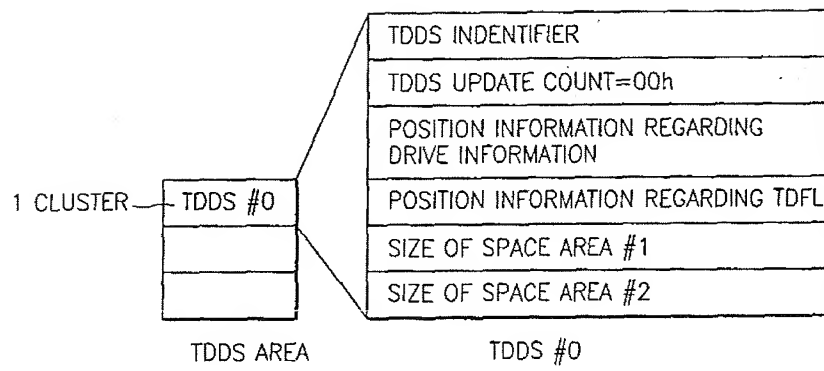 TDDS INDENTIFIER
TDDS UPDATE COUNT=00h
POSITION INFORMATION REGARDING
DRIVE INFORMATION
1 CLUSTER
TDDS #0
POSITION INFORMATION REGARDING TDFL
SIZE OF SPACE AREA #1
SIZE OF SPACE AREA #2
TDDS AREA
TDDS #0